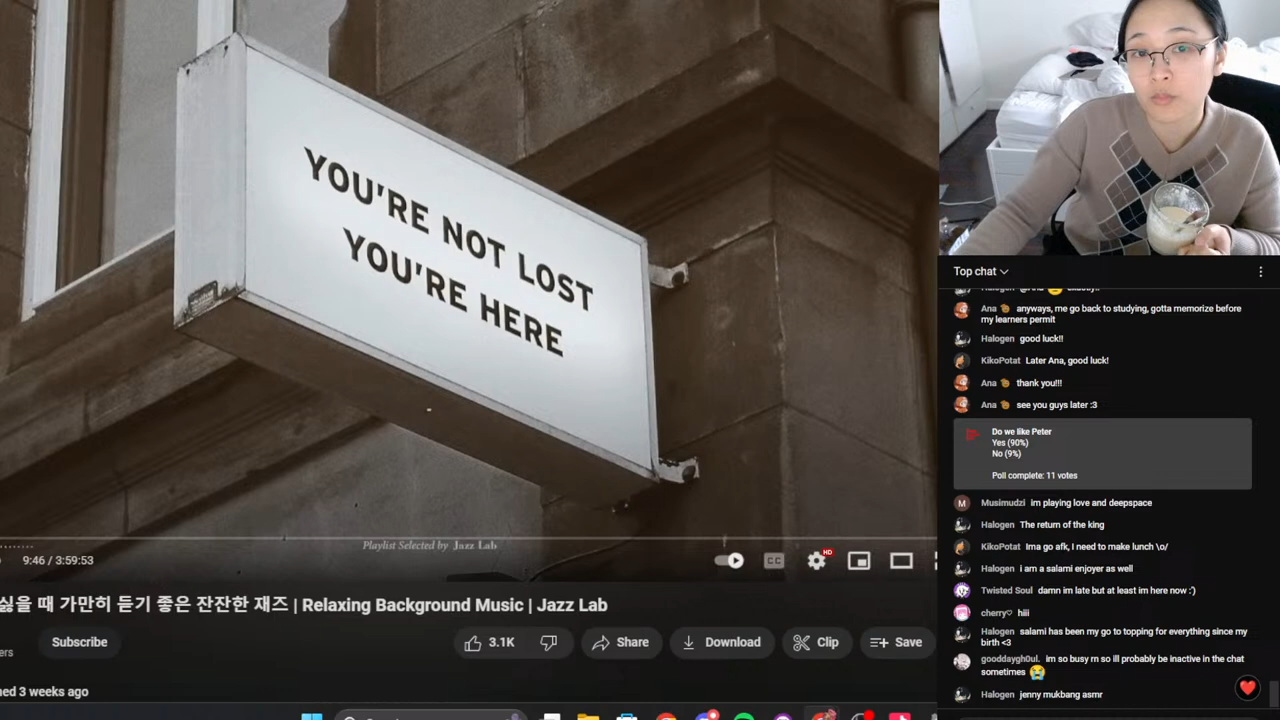 YOU'RE NOT LOST
YOU'RE HERE
Playlist Selected by Jazz Lab
9:46 / 3:59:53
CC
HD
싫을 때 가만히 듣기 좋은 잔잔한 재즈 | Relaxing Background Music | Jazz Lab
ers
Subscribe
3.1K
Share
Download
Clip
Save
ned 3 weeks ago
Top chat
Ana anyways, me go back to studying, gotta memorize before
my learners permit
Halogen good luck!!
KikoPotat Later Ana, good luck!
Ana thank you!!!
Ana see you guys later :3
Do we like Peter
Yes (90%)
No (9%)
Poll complete: 11 votes
M
Musimudzi im playing love and deepspace
Halogen The return of the king
KikoPotat Ima go afk, i need to make lunch \o/
Halogen i am a salami enjoyer as well
Twisted Soul damn im late but at least im here now :')
cherry♡ hiii
Halogen salami has been my go to topping for everything since my
birth <3
gooddaygh0ul. im so busy rn so ill probably be inactive in the chat
sometimes 😭
Halogen jenny mukbang asmr